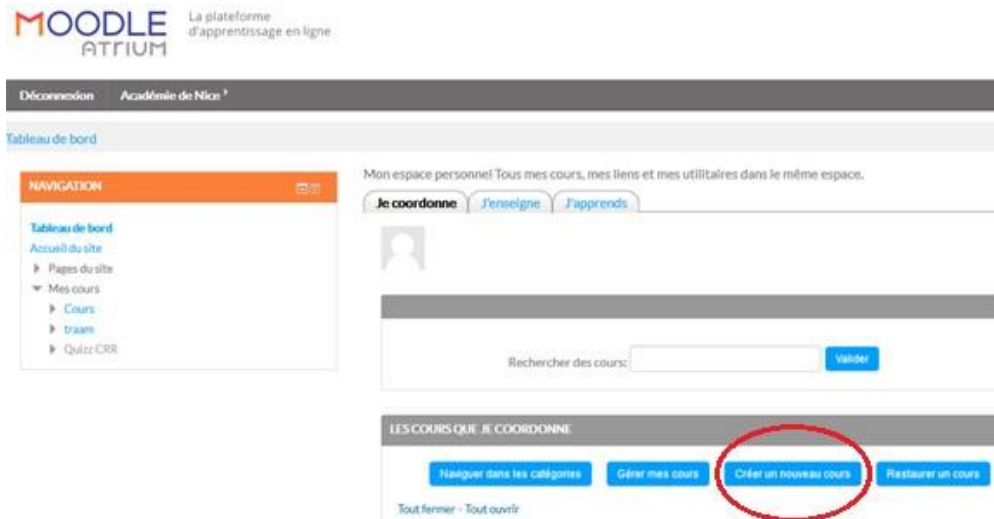 MOODLE
ATRIUM
La plateforme
d'apprentissage en ligne
Déconnexion Académie de Nice
Tableau de bord
NAVIGATION
Tableau de bord
Accueil du site
Pages du site
Mes cours
Cours
traam
Quizz CRR
Mon espace personnel Tous mes cours, mes liens et mes utilitaires dans le même espace.
Je coordonne J'enseigne J'apprends
Rechercher des cours: Valider
LES COURS QUE JE COORDONNE
Naviguer dans les catégories Gérer mes cours Créer un nouveau cours Restaurer un cours
Tout fermer - Tout ouvrir